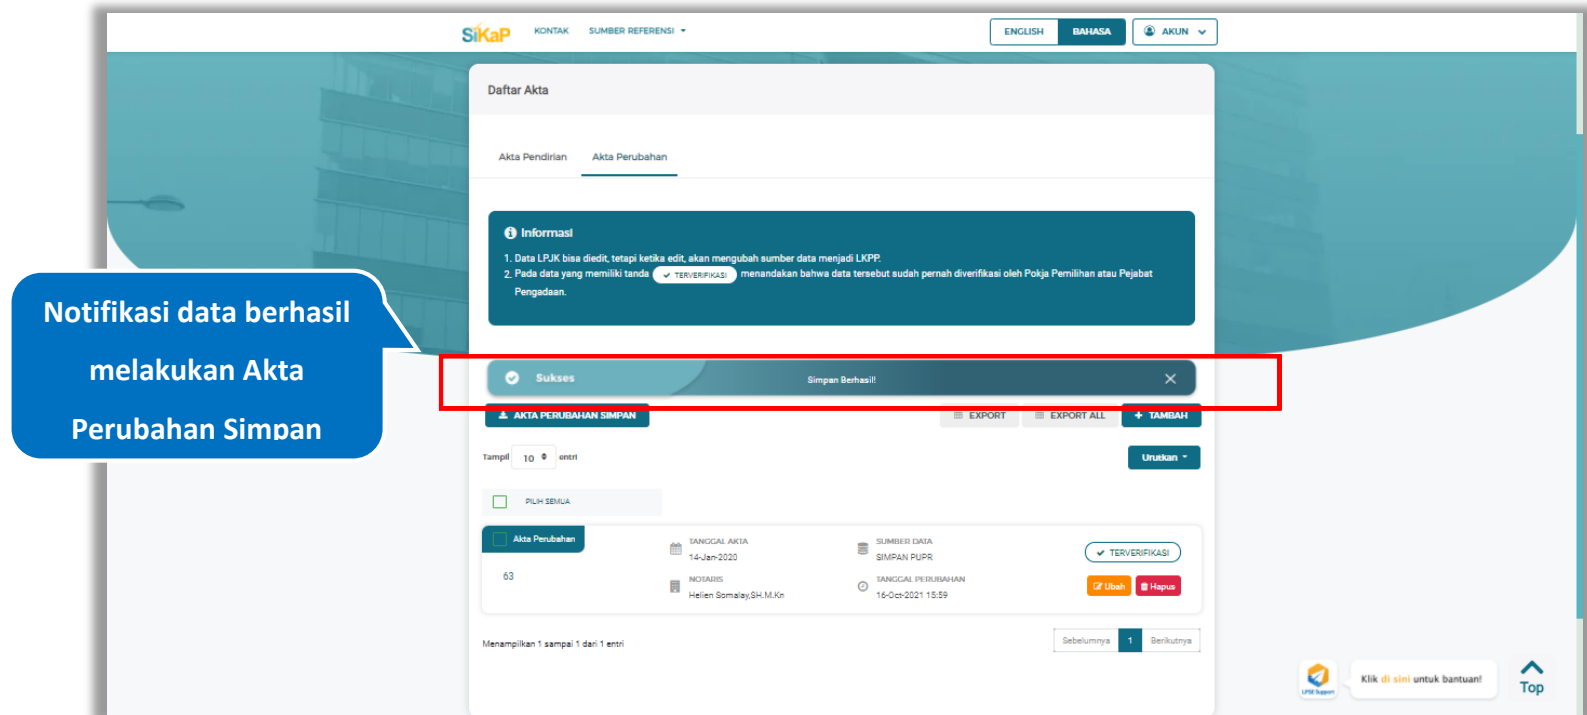 SiKaP
KONTAK
SUMBER REFERENSI
ENGLISH
BAHASA
AKUN
Daftar Akta
Akta Pendirian
Akta Perubahan
Informasi
1. Data LPJK bisa diedit, tetapi ketika edit, akan mengubah sumber data menjadi LKPP.
2. Pada data yang memiliki tanda TERVERIFIKASI menandakan bahwa data tersebut sudah pernah diverifikasi oleh Pokja Pemilihan atau Pejabat
Pengadaan.
Notifikasi data berhasil
melakukan Akta
Perubahan Simpan
Sukses
Simpan Berhasil!
AKTA PERUBAHAN SIMPAN
EXPORT
EXPORT ALL
+ TAMBAH
Tampil 10 entri
Urutkan
PILIH SEMUA
Akta Perubahan
63
TANGGAL AKTA
14-Jan-2020
NOTARIS
Helien Somalay,SH.M.Kn
SUMBER DATA
SIMPAN PUPR
TANGGAL PERUBAHAN
16-Oct-2021 15:59
TERVERIFIKASI
Ubah
Hapus
Menampilkan 1 sampai 1 dari 1 entri
Sebelumnya
1
Berikutnya
LPSE Support
Klik di sini untuk bantuan!
Top